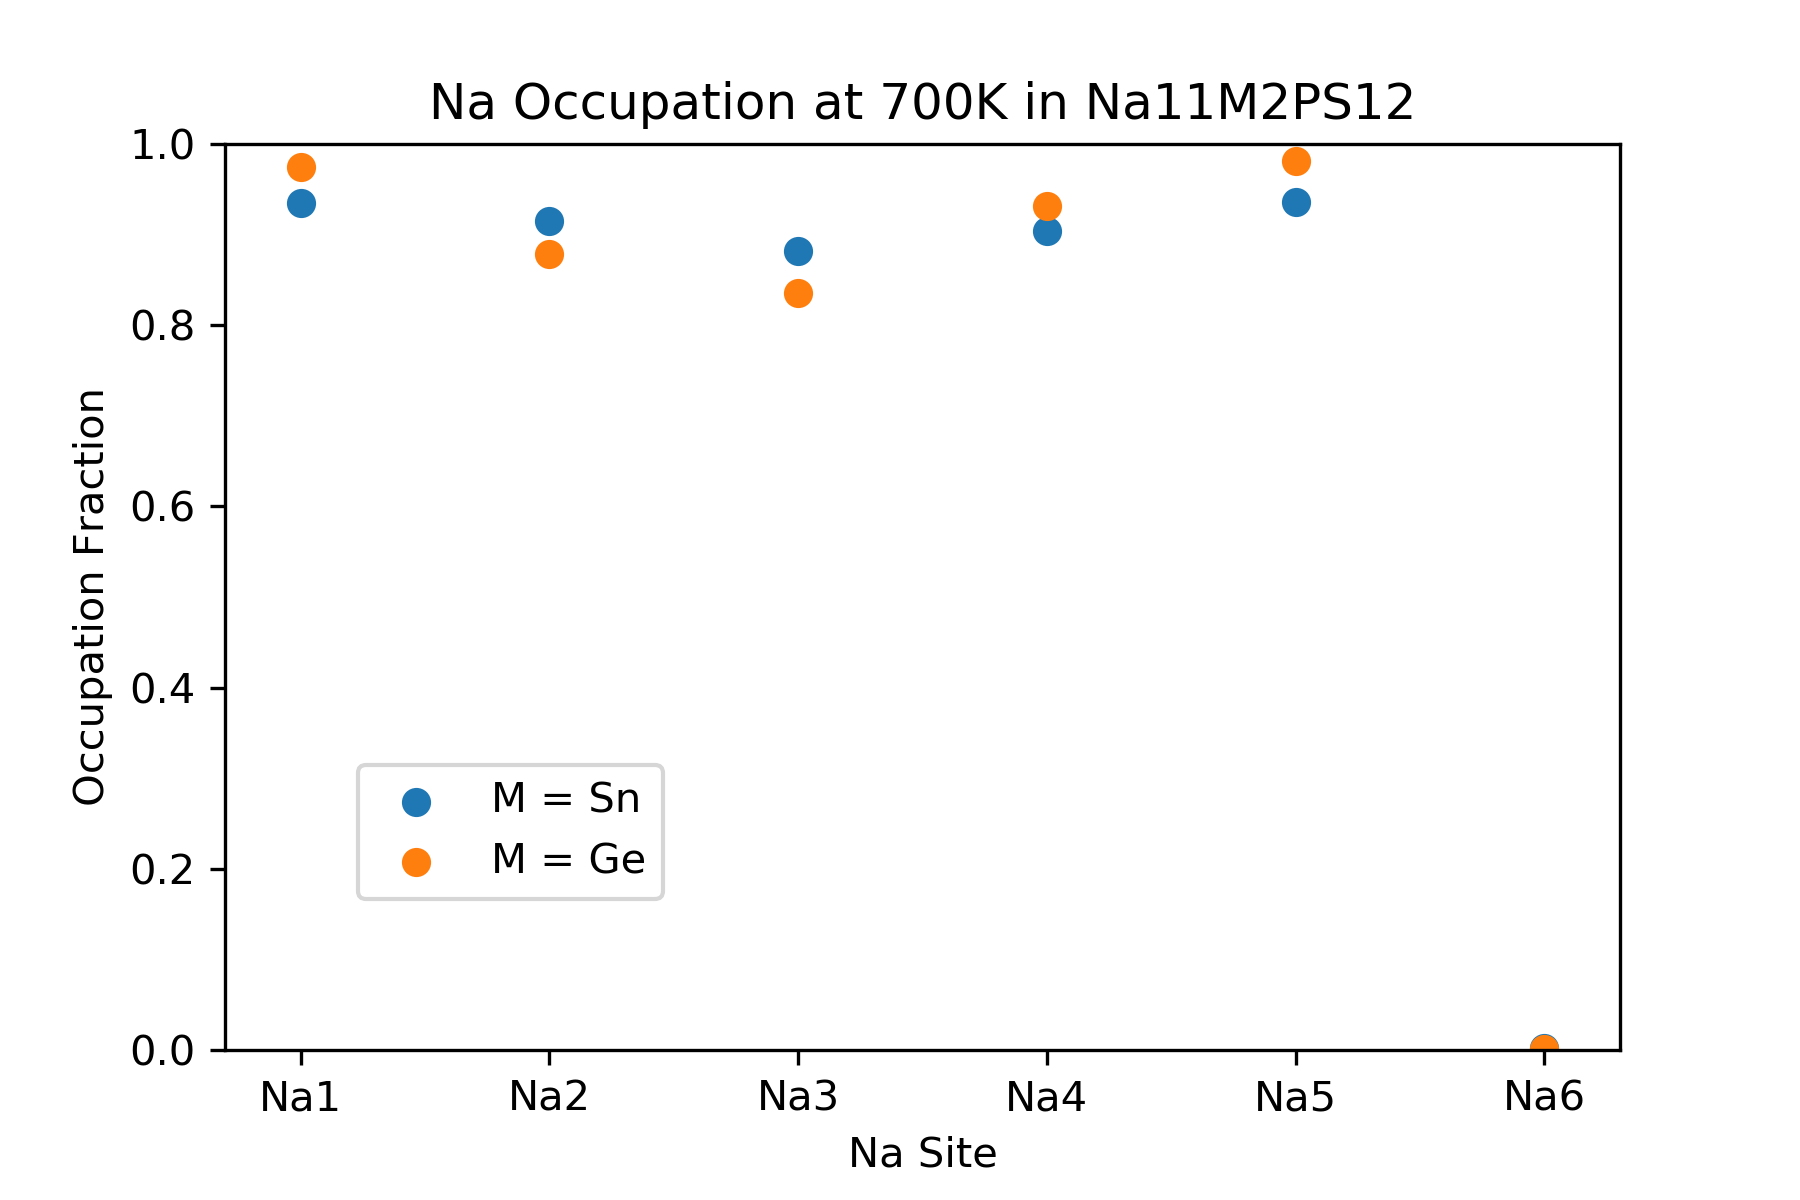 Na Occupation at 700K in Na11M2PS12
1.0
0.8
0.6
0.4
0.2
0.0
Occupation Fraction
M = Sn
M = Ge
Na1 Na2 Na3 Na4 Na5 Na6
Na Site